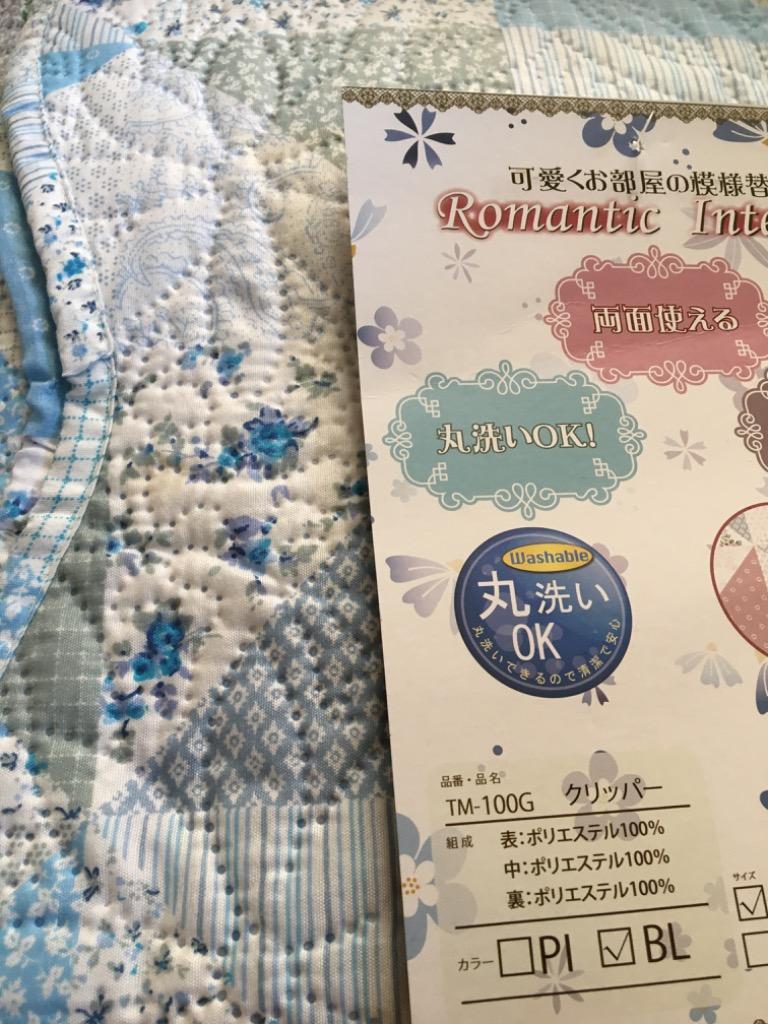 可愛くお部屋の模様替
Romantic Inte
両面使える
丸洗いOK!
Washable
丸洗い
OK
丸洗いできるので清潔で安心
品番・品名
TM-100G クリッパー
組成 表:ポリエステル100%
中:ポリエステル100%
裏:ポリエステル100%
サイズ
カラー □PI ☑BL